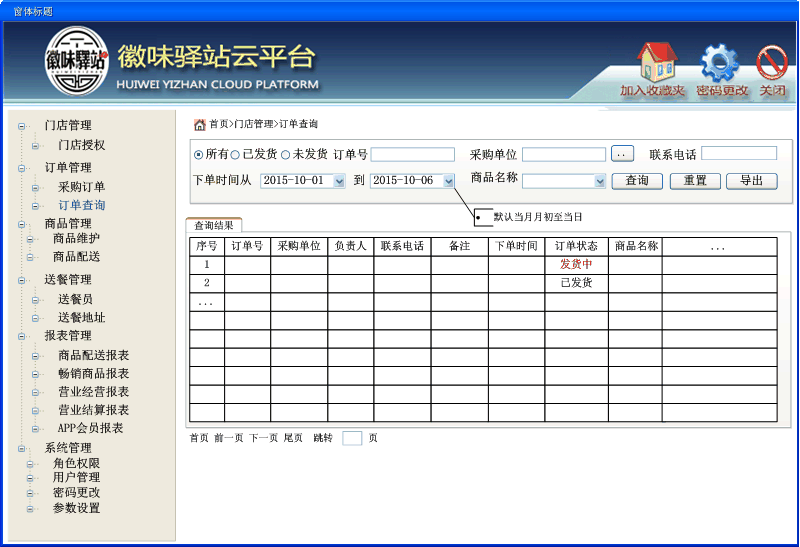 窗体标题
徽味驿站
HUIWEIYIZHAN
徽味驿站云平台
HUIWEI YIZHAN CLOUD PLATFORM
加入收藏夹 密码更改 关闭
门店管理
门店授权
订单管理
采购订单
订单查询
商品管理
商品维护
商品配送
送餐管理
送餐员
送餐地址
报表管理
商品配送报表
畅销商品报表
营业经营报表
营业结算报表
APP会员报表
系统管理
角色权限
用户管理
密码更改
参数设置
首页>门店管理>订单查询
所有 已发货 未发货 订单号 采购单位 .. 联系电话
下单时间从 2015-10-01 到 2015-10-06 商品名称 查询 重置 导出
默认当月月初至当日
查询结果
序号 订单号 采购单位 负责人 联系电话 备注 下单时间 订单状态 商品名称 ...
1 发货中
2 已发货
...
首页 前一页 下一页 尾页 跳转 页